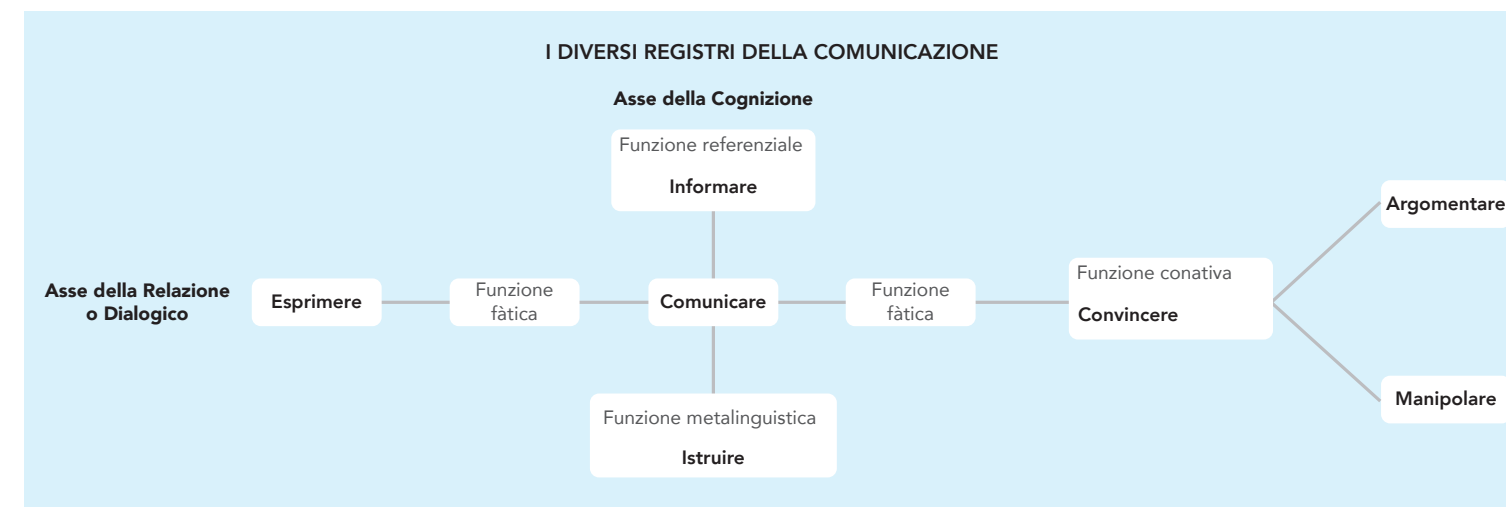 I DIVERSI REGISTRI DELLA COMUNICAZIONE
Asse della Cognizione
Funzione referenziale
Informare
Asse della Relazione
o Dialogico
Esprimere
Funzione
fàtica
Comunicare
Funzione
fàtica
Funzione conativa
Convincere
Argomentare
Manipolare
Funzione metalinguistica
Istruire